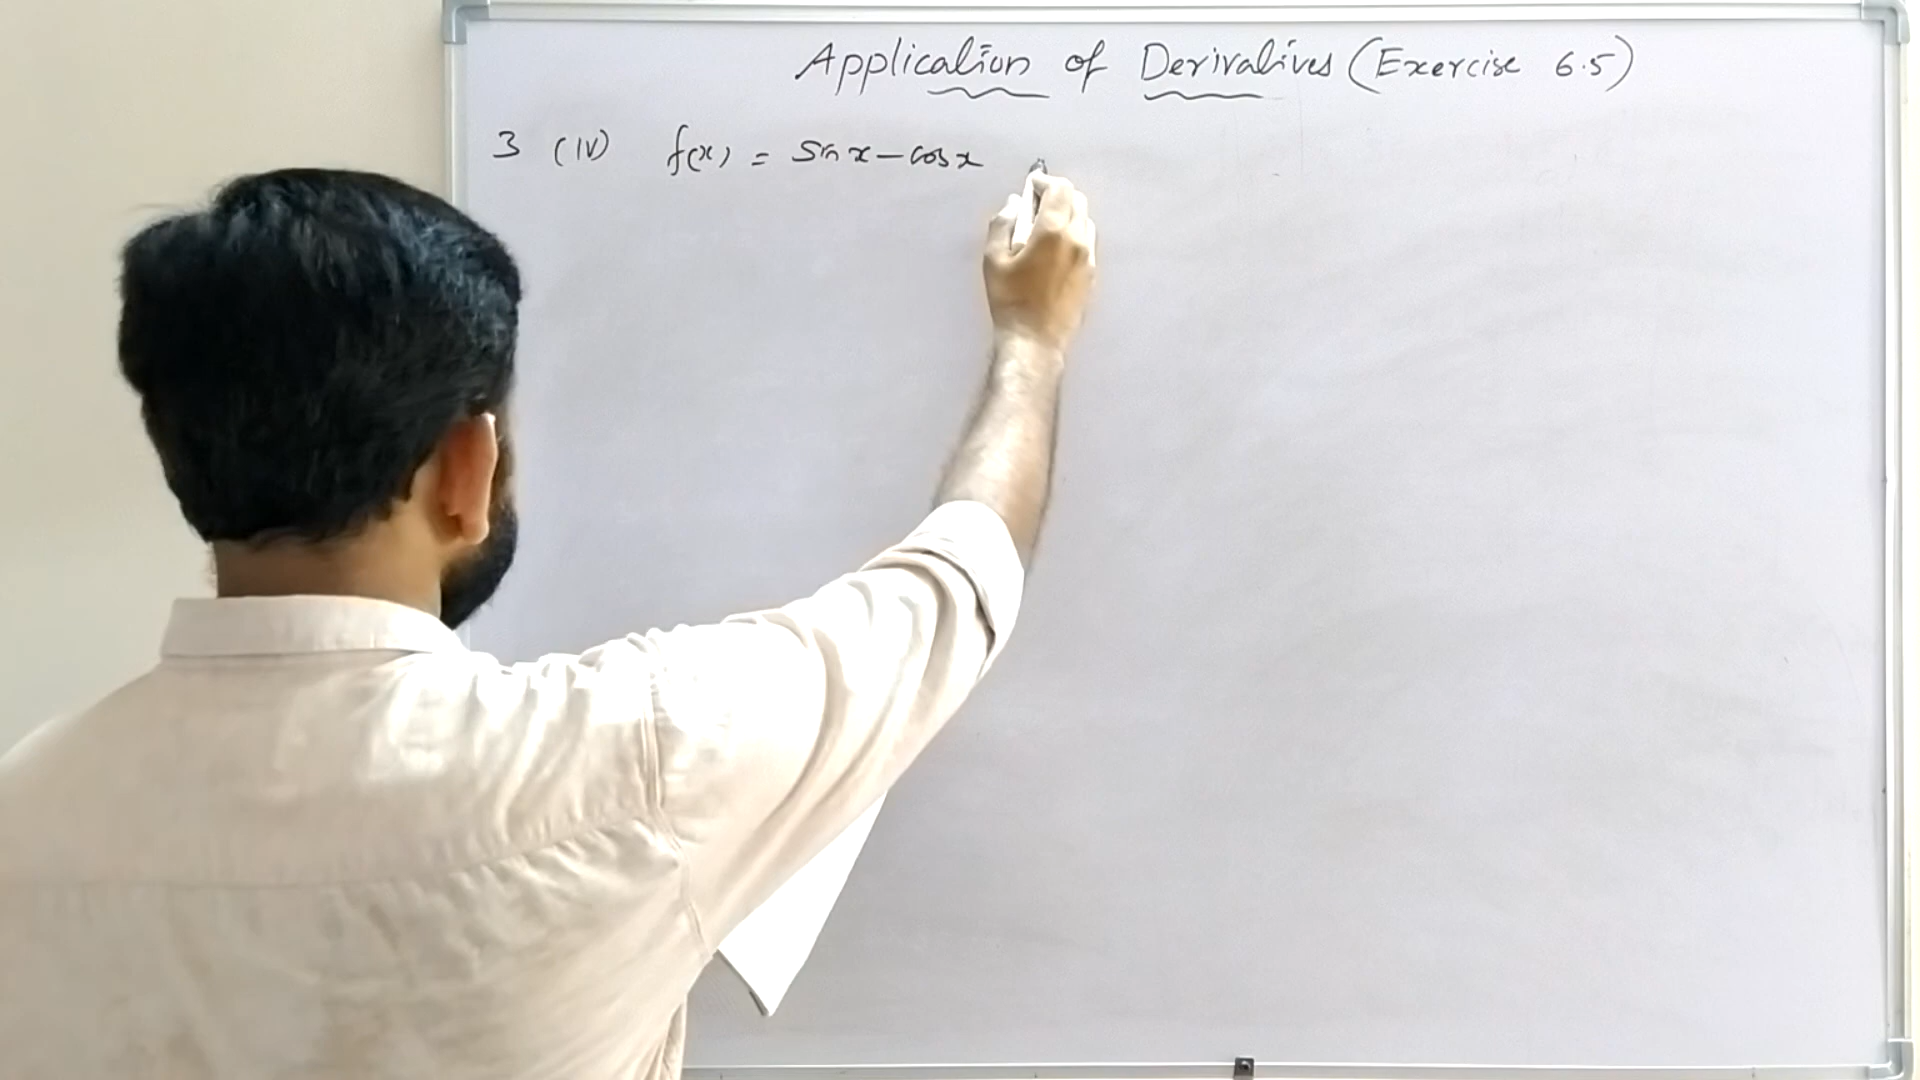 Application of Derivatives (Exercise 6.5)
3 (IV) f(x) = sin x - cos x